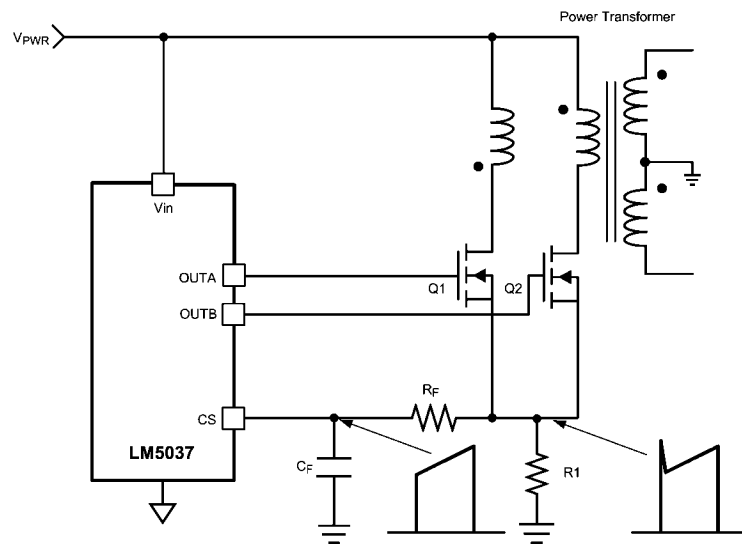 Power Transformer
VPWR
Vin
OUTA
Q1
Q2
OUTB
RF
CS
LM5037
CF
R1